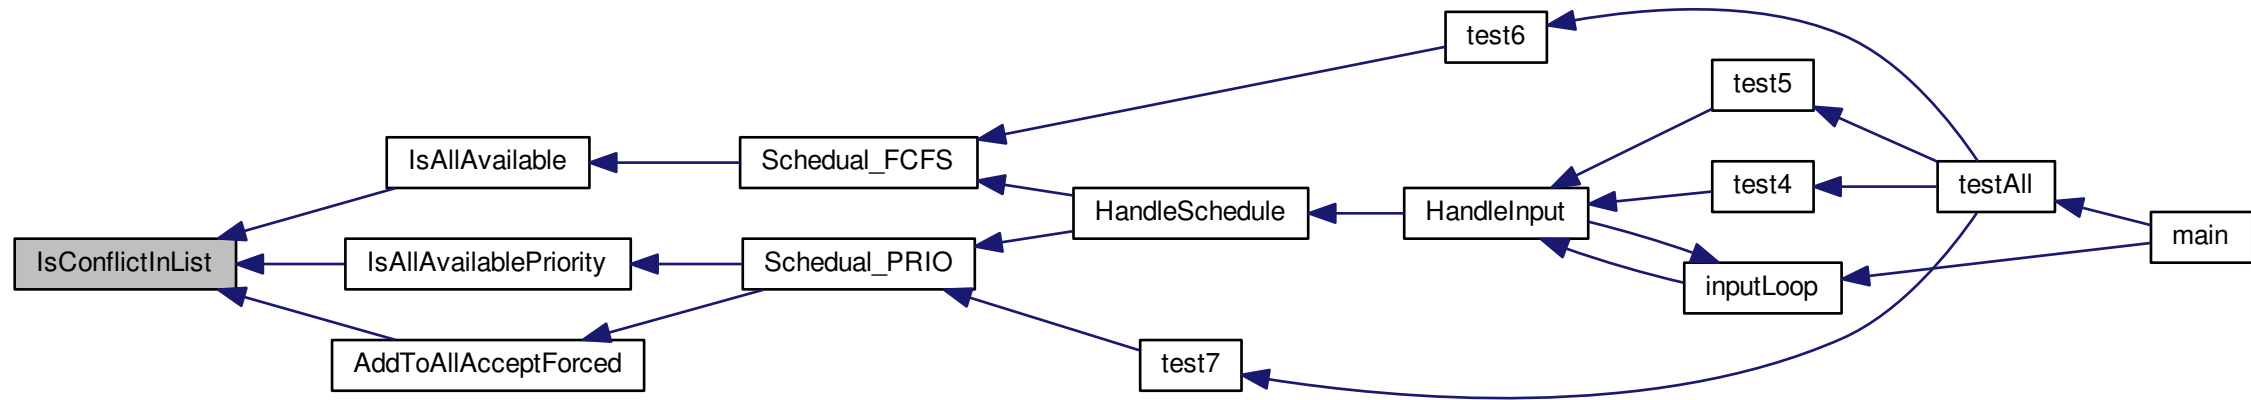 IsConflictInList
IsAllAvailable
IsAllAvailablePriority
AddToAllAcceptForced
Schedual_FCFS
Schedual_PRIO
HandleSchedule
test7
test6
HandleInput
test5
test4
inputLoop
testAll
main